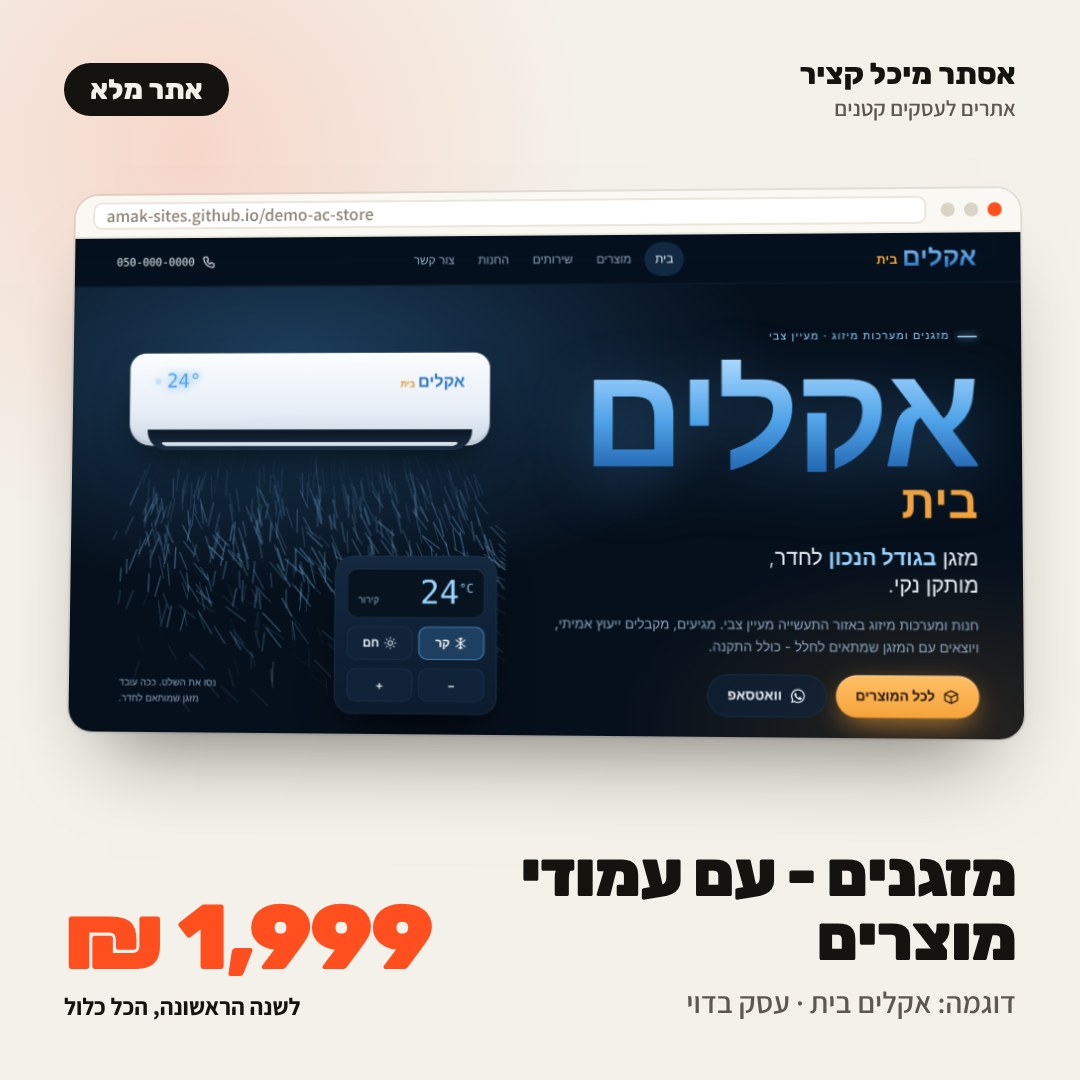 אסתר מיכל קציר
אתרים לעסקים קטנים
אתר מלא
amak-sites.github.io/demo-ac-store
אקלים בית
בית
מוצרים
שירותים
החנות
צור קשר
050-000-0000
מזגנים ומערכות מיזוג · מעיין צבי
אקלים
בית
מזגן בגודל הנכון לחדר,
מותקן נקי.
חנות ומערכות מיזוג באזור התעשייה מעיין צבי. מגיעים, מקבלים ייעוץ אמיתי,
ויוצאים עם המזגן שמתאים לחלל - כולל התקנה.
לכל המוצרים
וואטסאפ
אקלים בית
24°
24°C
קירור
קר
חם
−
+
נסו את השלט. ככה עובד
מזגן שמותאם לחדר.
מזגנים - עם עמודי
מוצרים
דוגמה: אקלים בית · עסק בדוי
1,999 ₪
לשנה הראשונה, הכל כלול